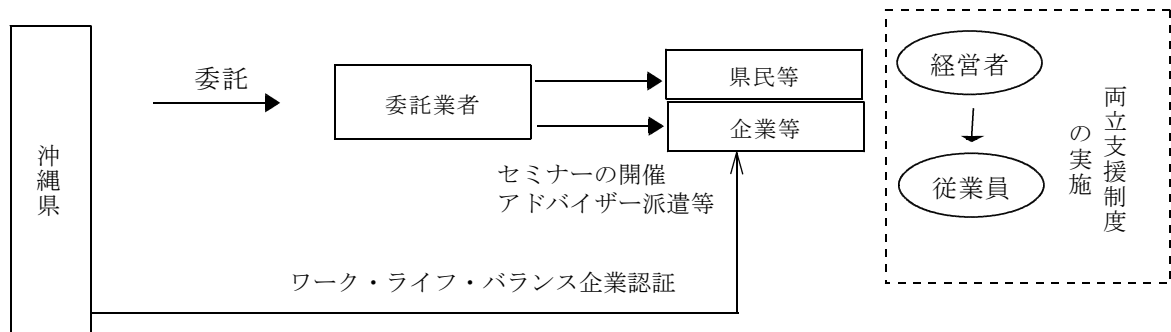 沖縄県
委託
委託業者
県民等
企業等
セミナーの開催
アドバイザー派遣等
ワーク・ライフ・バランス企業認証
経営者
従業員
両立支援制度
の実施